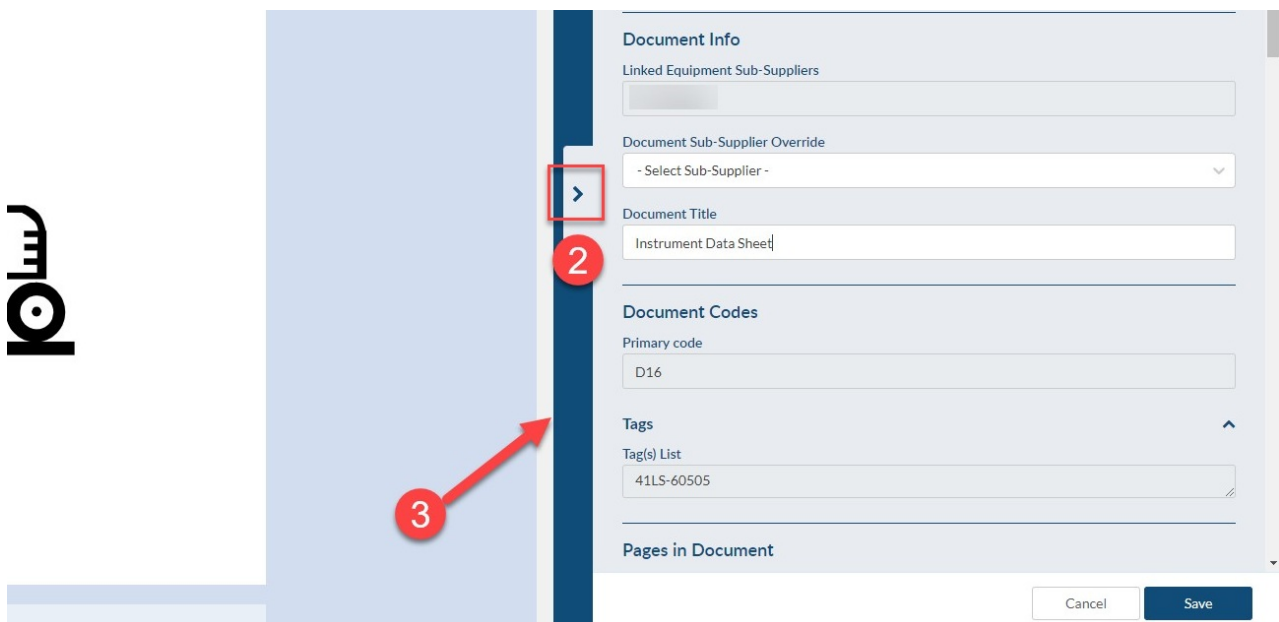 Document Info
Linked Equipment Sub-Suppliers
Document Sub-Supplier Override
- Select Sub-Supplier -
Document Title
Instrument Data Sheet
2
Document Codes
Primary code
D16
Tags
Tag(s) List
41LS-60505
3
Pages in Document
Cancel
Save